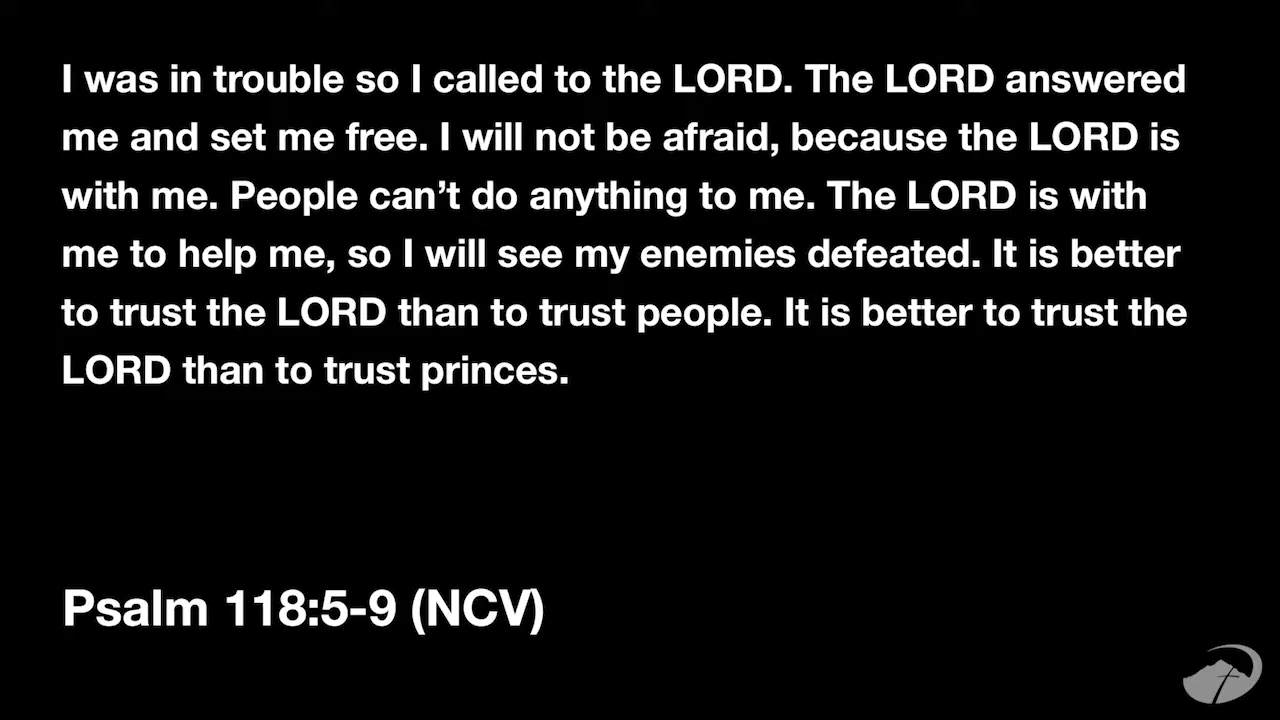 I was in trouble so I called to the LORD. The LORD answered
me and set me free. I will not be afraid, because the LORD is
with me. People can’t do anything to me. The LORD is with
me to help me, so I will see my enemies defeated. It is better
to trust the LORD than to trust people. It is better to trust the
LORD than to trust princes.
Psalm 118:5-9 (NCV)